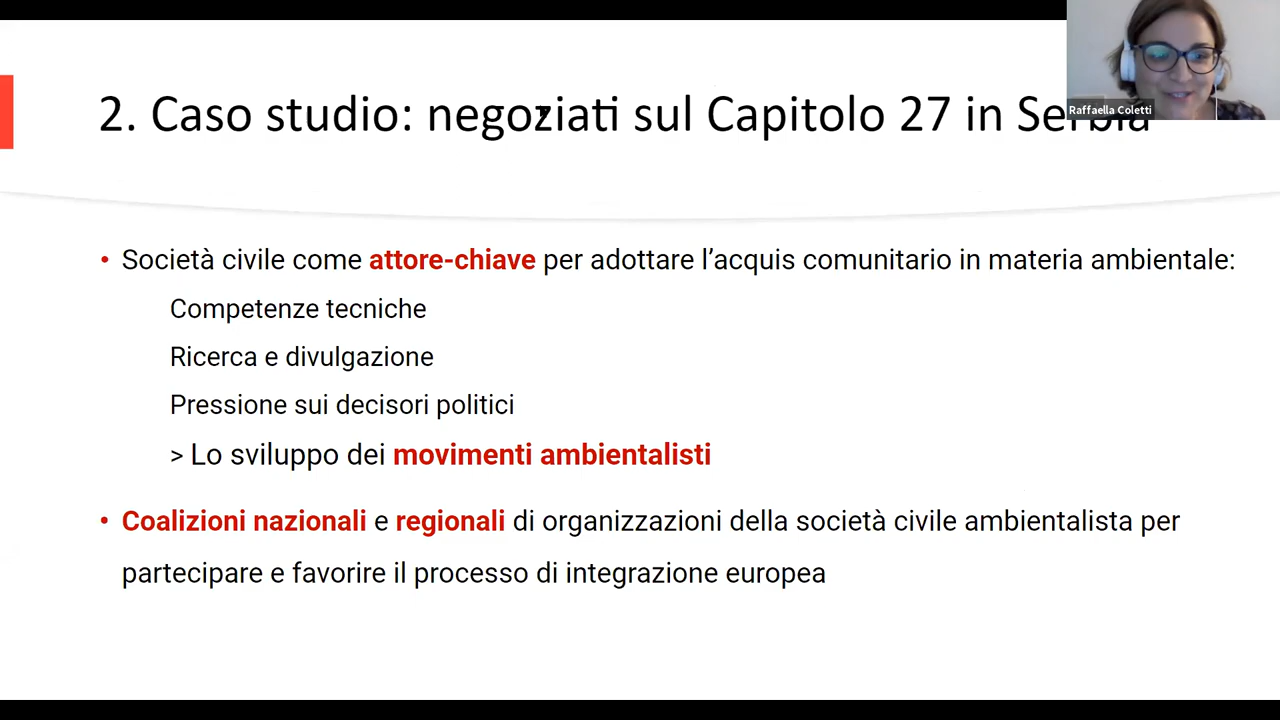 2. Caso studio: negoziati sul Capitolo 27 in Serbia
Raffaella Coletti
• Società civile come attore-chiave per adottare l’acquis comunitario in materia ambientale:
Competenze tecniche
Ricerca e divulgazione
Pressione sui decisori politici
> Lo sviluppo dei movimenti ambientalisti
• Coalizioni nazionali e regionali di organizzazioni della società civile ambientalista per
partecipare e favorire il processo di integrazione europea